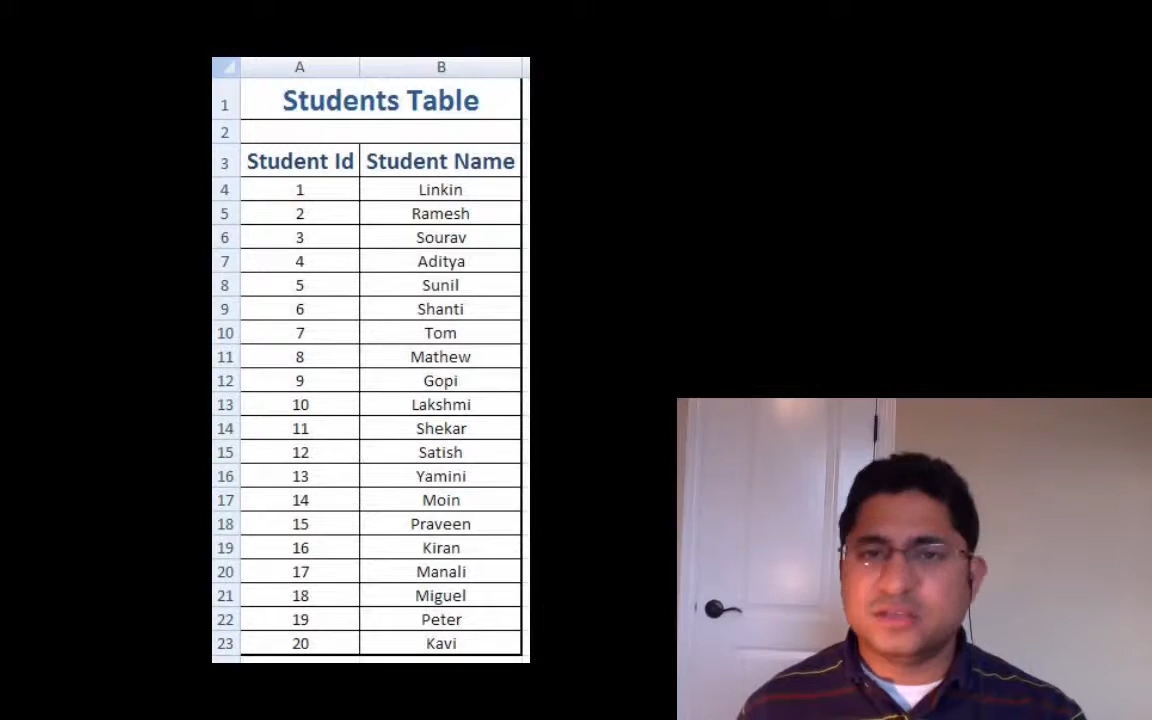 A B
1 Students Table
2
3 Student Id Student Name
4 1 Linkin
5 2 Ramesh
6 3 Sourav
7 4 Aditya
8 5 Sunil
9 6 Shanti
10 7 Tom
11 8 Mathew
12 9 Gopi
13 10 Lakshmi
14 11 Shekar
15 12 Satish
16 13 Yamini
17 14 Moin
18 15 Praveen
19 16 Kiran
20 17 Manali
21 18 Miguel
22 19 Peter
23 20 Kavi